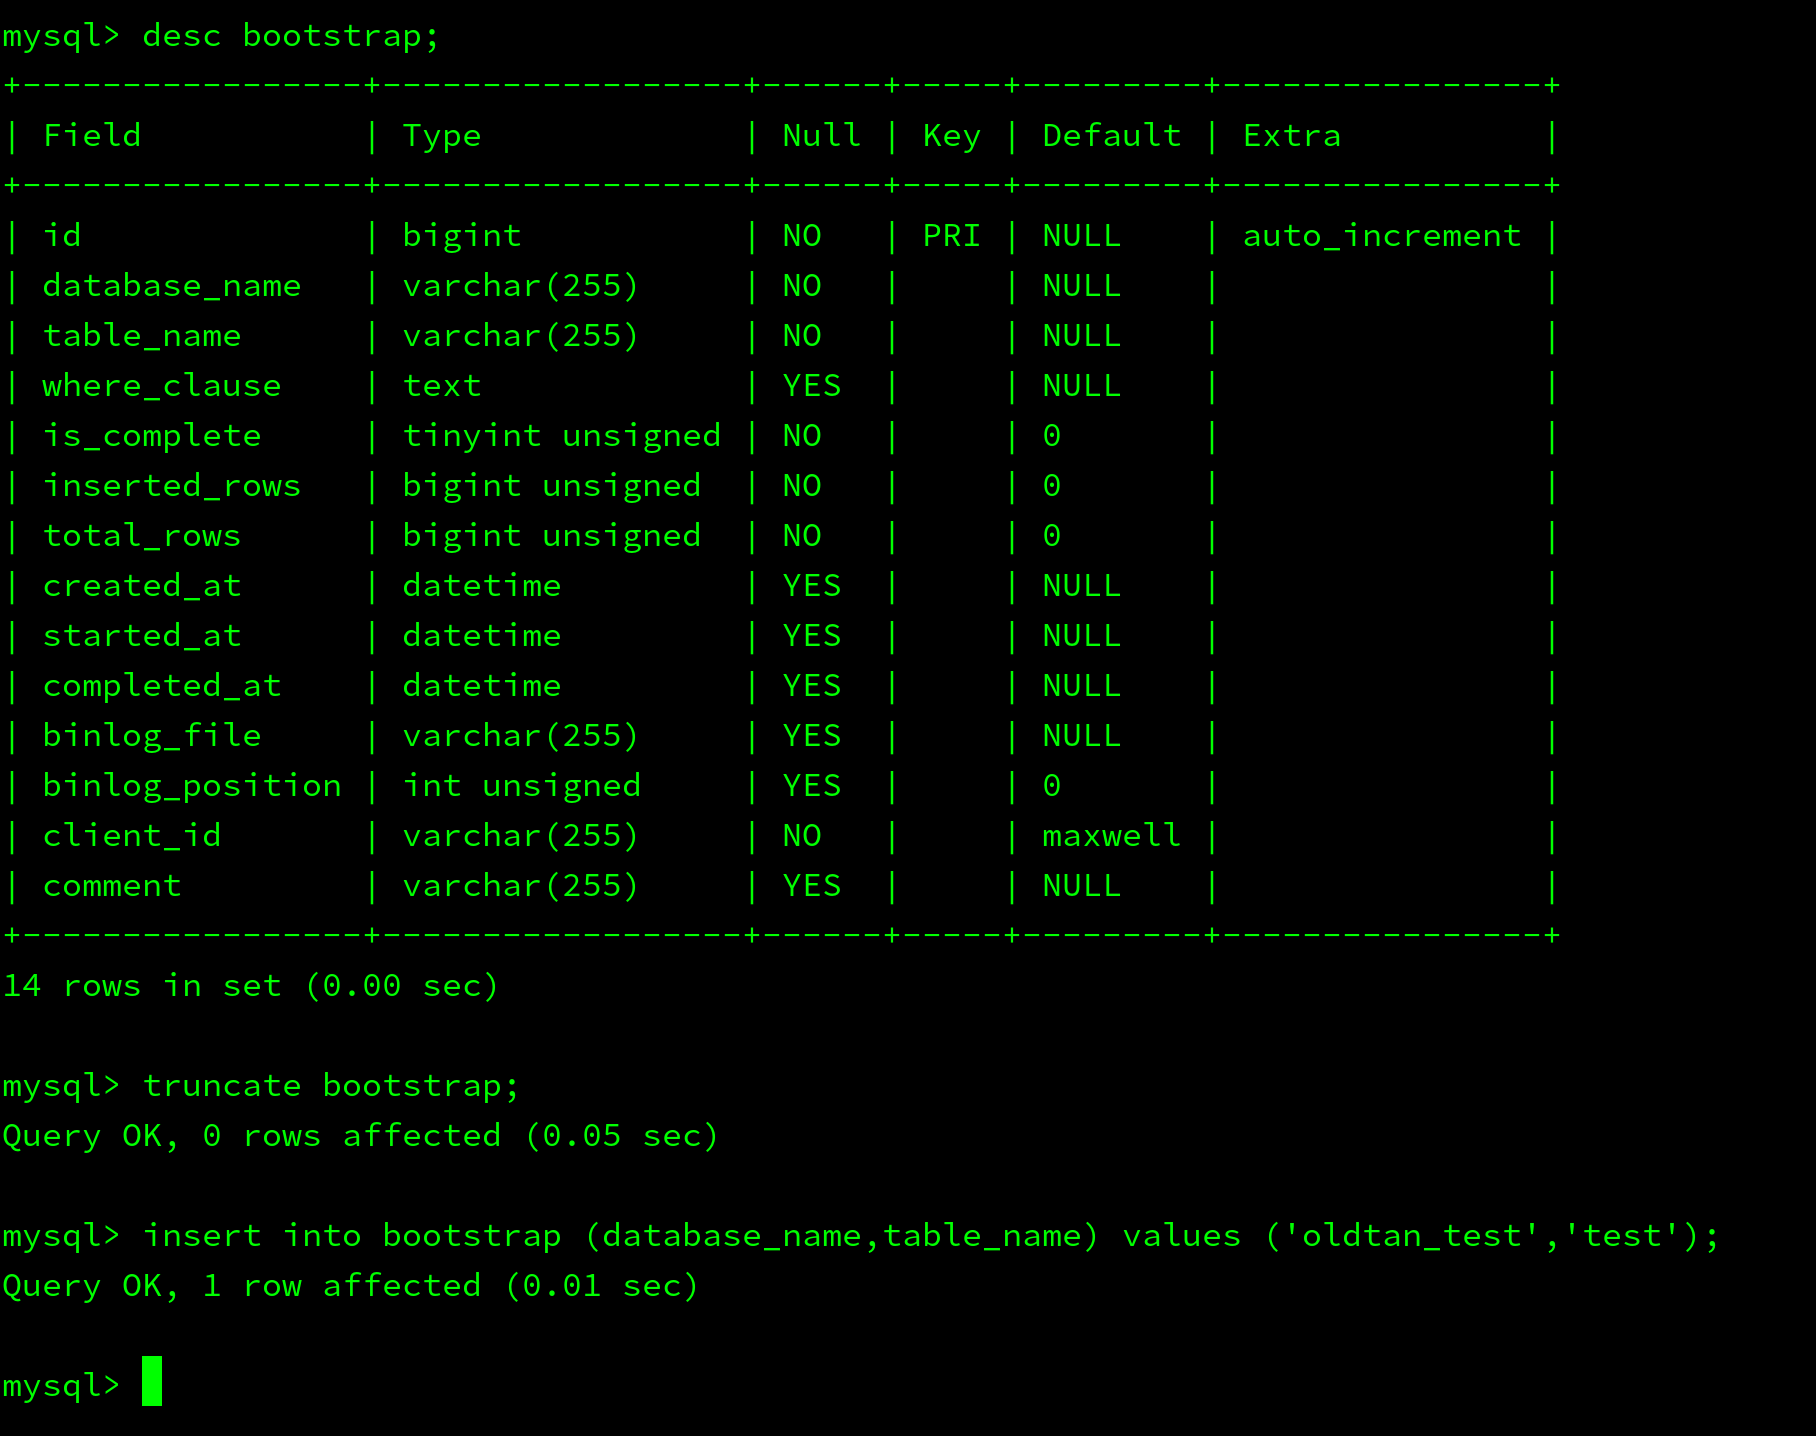 mysql> desc bootstrap;
+-----------------+------------------+------+-----+---------+----------------+
| Field           | Type             | Null | Key | Default | Extra          |
+-----------------+------------------+------+-----+---------+----------------+
| id              | bigint           | NO   | PRI | NULL    | auto_increment |
| database_name   | varchar(255)     | NO   |     | NULL    |                |
| table_name      | varchar(255)     | NO   |     | NULL    |                |
| where_clause    | text             | YES  |     | NULL    |                |
| is_complete     | tinyint unsigned | NO   |     | 0       |                |
| inserted_rows   | bigint unsigned  | NO   |     | 0       |                |
| total_rows      | bigint unsigned  | NO   |     | 0       |                |
| created_at      | datetime         | YES  |     | NULL    |                |
| started_at      | datetime         | YES  |     | NULL    |                |
| completed_at    | datetime         | YES  |     | NULL    |                |
| binlog_file     | varchar(255)     | YES  |     | NULL    |                |
| binlog_position | int unsigned     | YES  |     | 0       |                |
| client_id       | varchar(255)     | NO   |     | maxwell |                |
| comment         | varchar(255)     | YES  |     | NULL    |                |
+-----------------+------------------+------+-----+---------+----------------+
14 rows in set (0.00 sec)

mysql> truncate bootstrap;
Query OK, 0 rows affected (0.05 sec)

mysql> insert into bootstrap (database_name,table_name) values ('oldtan_test','test');
Query OK, 1 row affected (0.01 sec)

mysql>